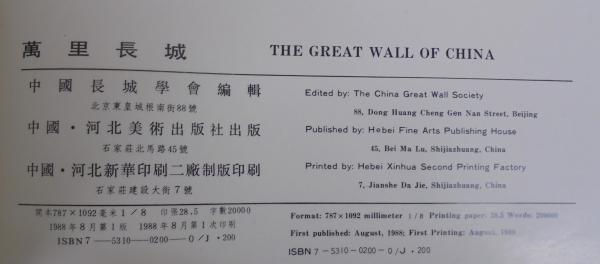 萬里長城
中國長城學會編輯
北京東皇城根南街88號
中國·河北美術出版社出版
石家莊北馬路45號
中國·河北新華印刷二廠制版印刷
石家莊建設大街7號
開本787×1092毫米1/8 印張28.5 字數20000
1988年8月第1版 1988年8月第1次印刷
ISBN7—5310—0200—0/J·200
THE GREAT WALL OF CHINA
Edited by: The China Great Wall Society
88, Dong Huang Cheng Gen Nan Street, Beijing
Published by: Hebei Fine Arts Publishing House
45, Bei Ma Lu, Shijiazhuang, China
Printed by: Hebei Xinhua Second Printing Factory
7, Jianshe Da Jie, Shijiazhuang, China
Format: 787×1092 millimeter 1/8 Printing paper: 28.5 Words: 200000
First published: August, 1988; First Printing: August, 1988
ISBN 7-5310-0200-0/J·200